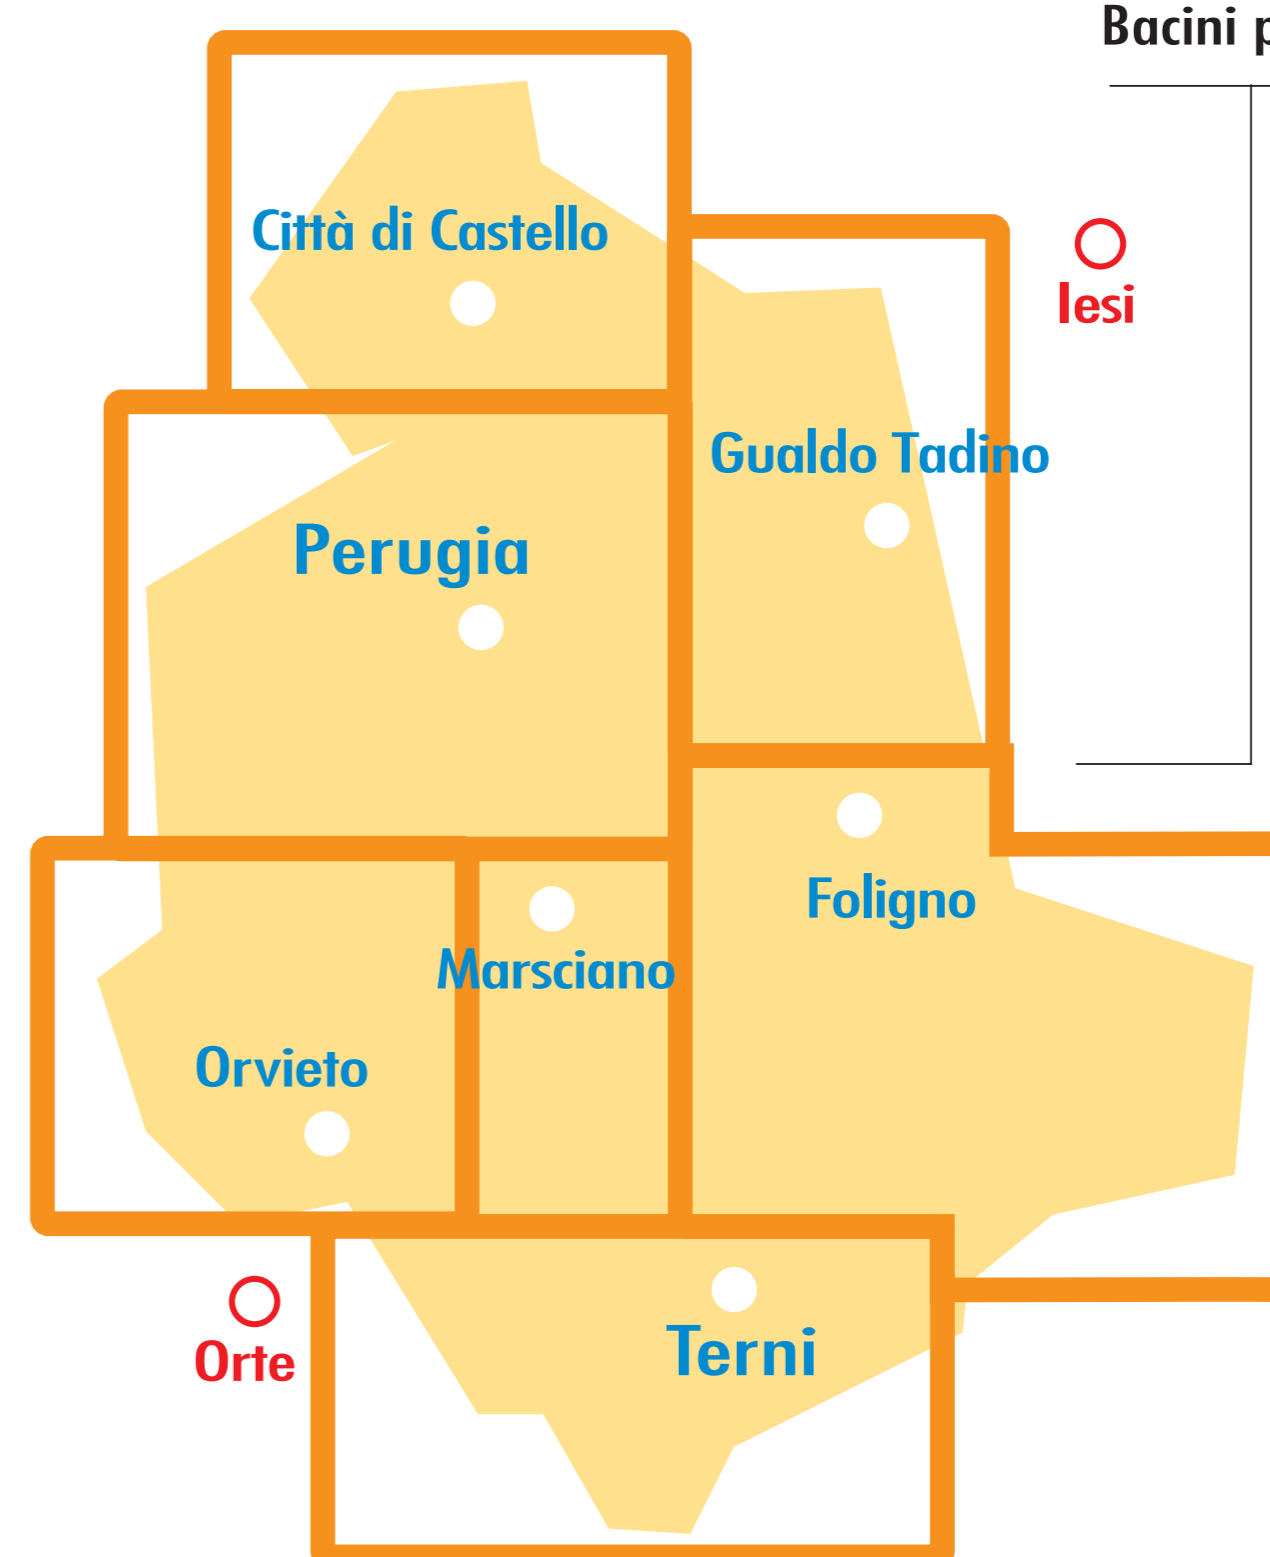 Bacini
Città di Castello
Iesi
Gualdo Tadino
Perugia
Foligno
Marsciano
Orvieto
Orte
Terni